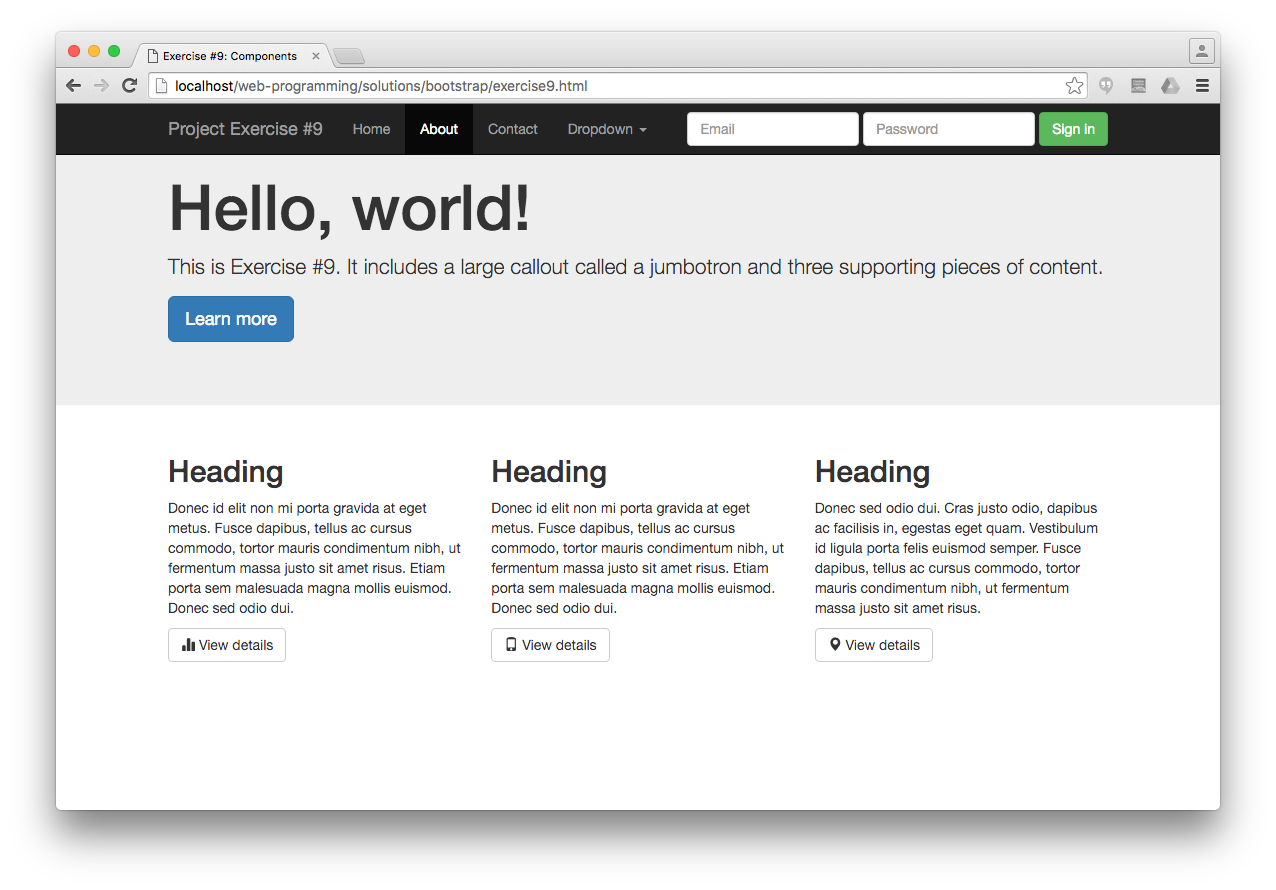 Exercise #9: Components
localhost/web-programming/solutions/bootstrap/exercise9.html
Project Exercise #9 Home About Contact Dropdown Email Password Sign in
Hello, world!
This is Exercise #9. It includes a large callout called a jumbotron and three supporting pieces of content.
Learn more
Heading
Donec id elit non mi porta gravida at eget
metus. Fusce dapibus, tellus ac cursus
commodo, tortor mauris condimentum nibh, ut
fermentum massa justo sit amet risus. Etiam
porta sem malesuada magna mollis euismod.
Donec sed odio dui.
View details
Heading
Donec id elit non mi porta gravida at eget
metus. Fusce dapibus, tellus ac cursus
commodo, tortor mauris condimentum nibh, ut
fermentum massa justo sit amet risus. Etiam
porta sem malesuada magna mollis euismod.
Donec sed odio dui.
View details
Heading
Donec sed odio dui. Cras justo odio, dapibus
ac facilisis in, egestas eget quam. Vestibulum
id ligula porta felis euismod semper. Fusce
dapibus, tellus ac cursus commodo, tortor
mauris condimentum nibh, ut fermentum
massa justo sit amet risus.
View details